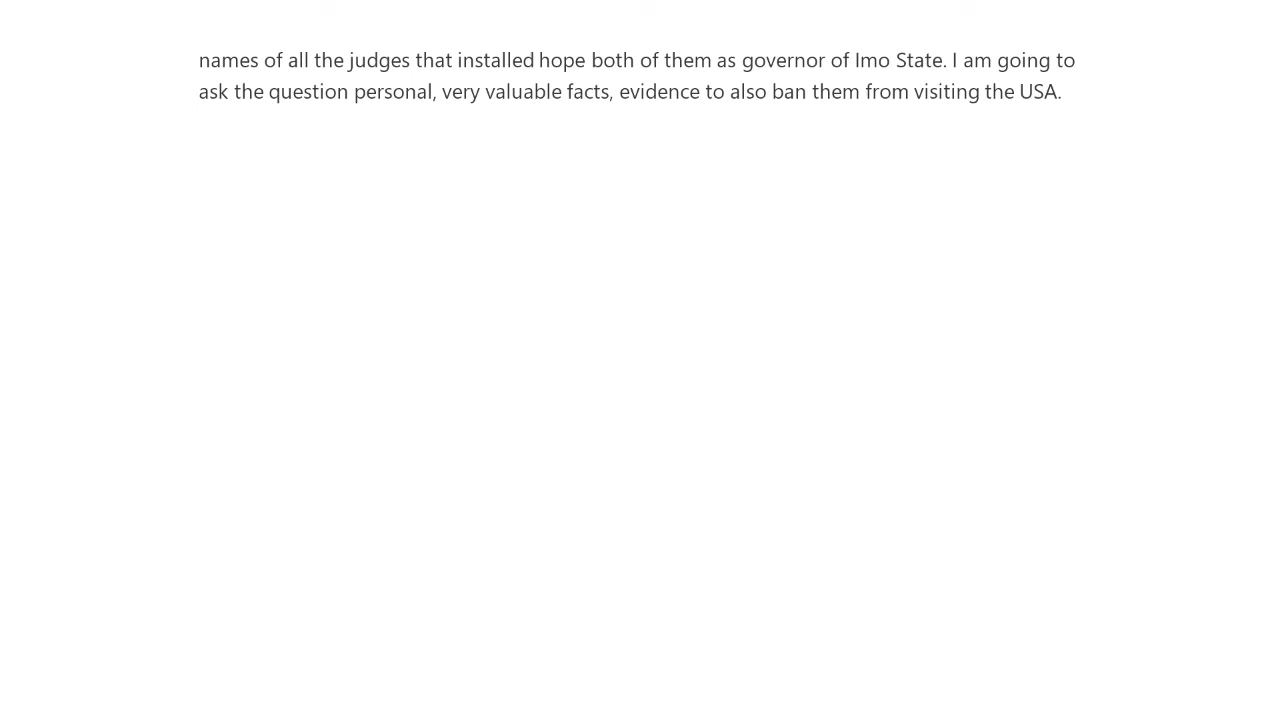 names of all the judges that installed hope both of them as governor of Imo State. I am going to
ask the question personal, very valuable facts, evidence to also ban them from visiting the USA.